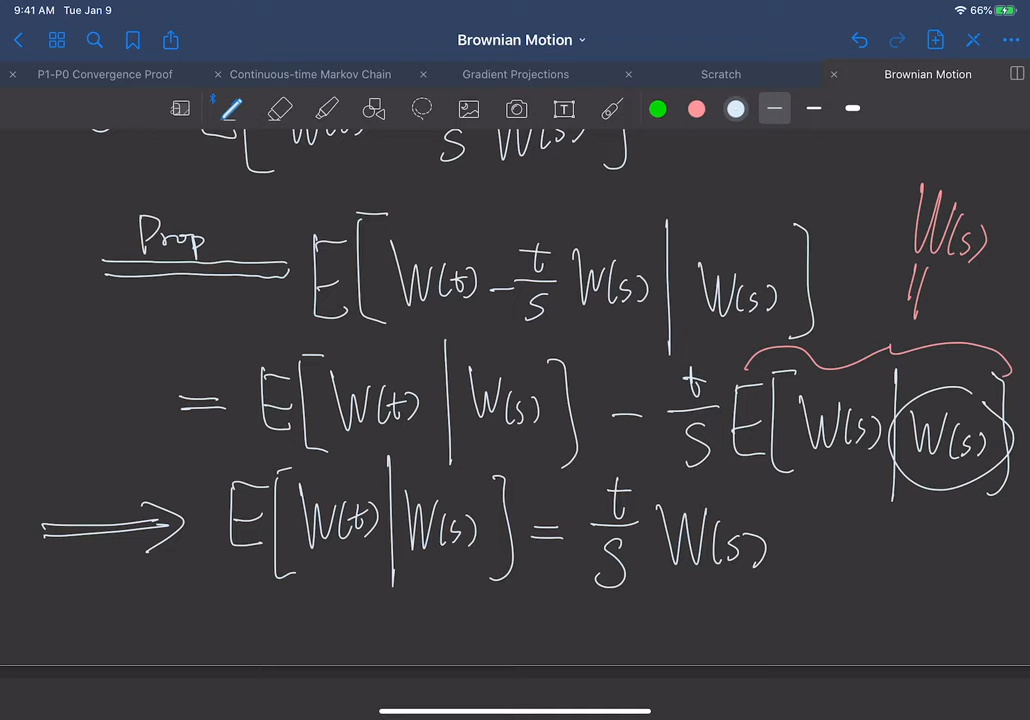 9:41 AM Tue Jan 9
66%
Brownian Motion
P1-P0 Convergence Proof
Continuous-time Markov Chain
Gradient Projections
Scratch
Brownian Motion
S W(s) ]
Prop E[ W(t) - t/s W(s) | W(s) ]
W(s)
||
= E[ W(t) | W(s) ] - t/s E[ W(s) | W(s) ]
⟹ E[ W(t) | W(s) ] = t/s W(s)